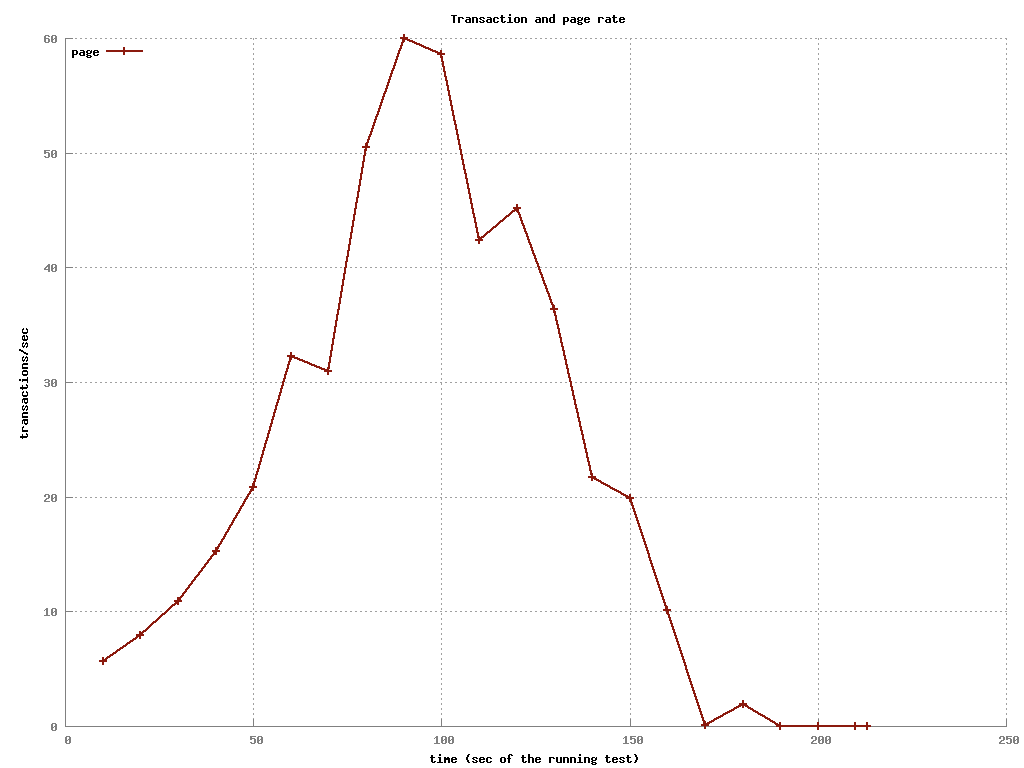 Transaction and page rate
page
60
50
40
30
20
10
0
transactions/sec
0 50 100 150 200 250
time (sec of the running test)